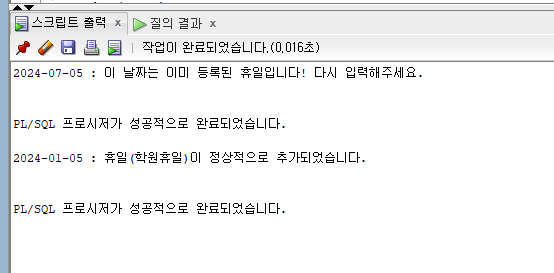 스크립트 출력 x 질의 결과 x
작업이 완료되었습니다.(0,016초)
2024-07-05 : 이 날짜는 이미 등록된 휴일입니다! 다시 입력해주세요.
PL/SQL 프로시저가 성공적으로 완료되었습니다.
2024-01-05 : 휴일(학원휴일)이 정상적으로 추가되었습니다.
PL/SQL 프로시저가 성공적으로 완료되었습니다.